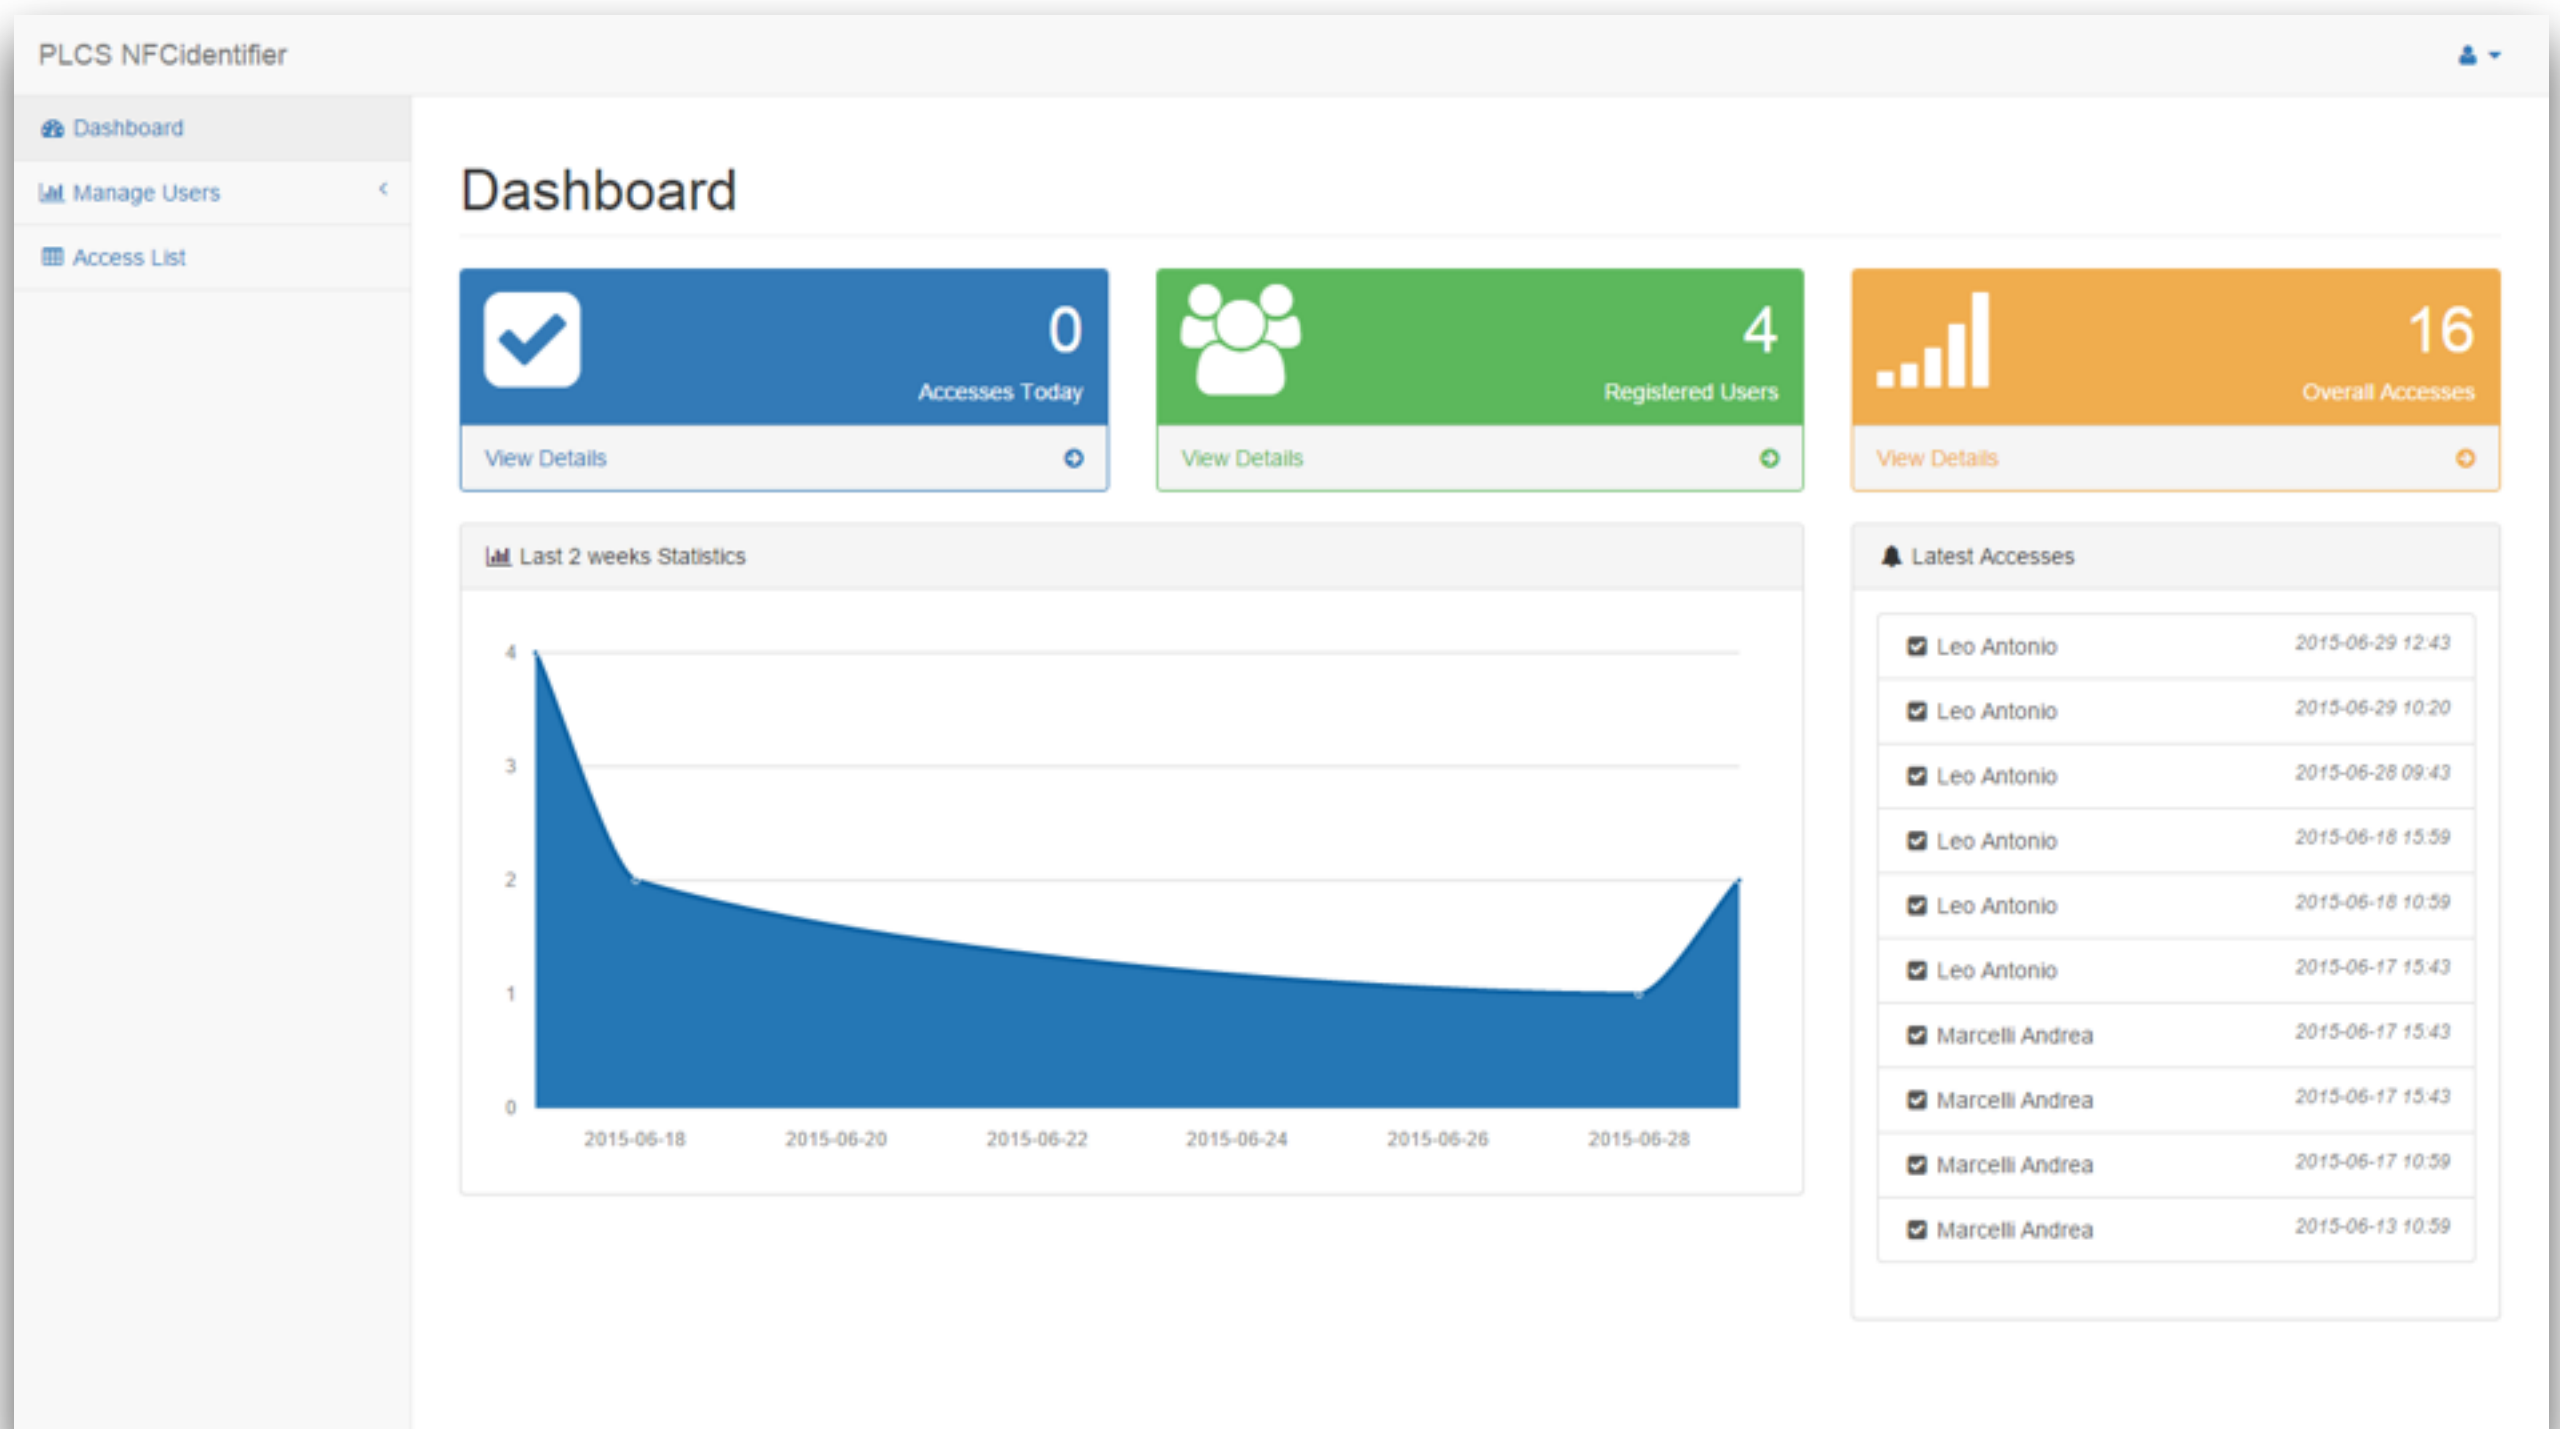 PLCS NFCidentifier
Dashboard
Manage Users
Access List
Dashboard
0
Accesses Today
View Details
4
Registered Users
View Details
16
Overall Accesses
View Details
Last 2 weeks Statistics
4
3
2
1
0
2015-06-18 2015-06-20 2015-06-22 2015-06-24 2015-06-26 2015-06-28
Latest Accesses
Leo Antonio 2015-06-29 12:43
Leo Antonio 2015-06-29 10:20
Leo Antonio 2015-06-28 09:43
Leo Antonio 2015-06-18 15:59
Leo Antonio 2015-06-18 10:59
Leo Antonio 2015-06-17 15:43
Marcelli Andrea 2015-06-17 15:43
Marcelli Andrea 2015-06-17 15:43
Marcelli Andrea 2015-06-17 10:59
Marcelli Andrea 2015-06-13 10:59